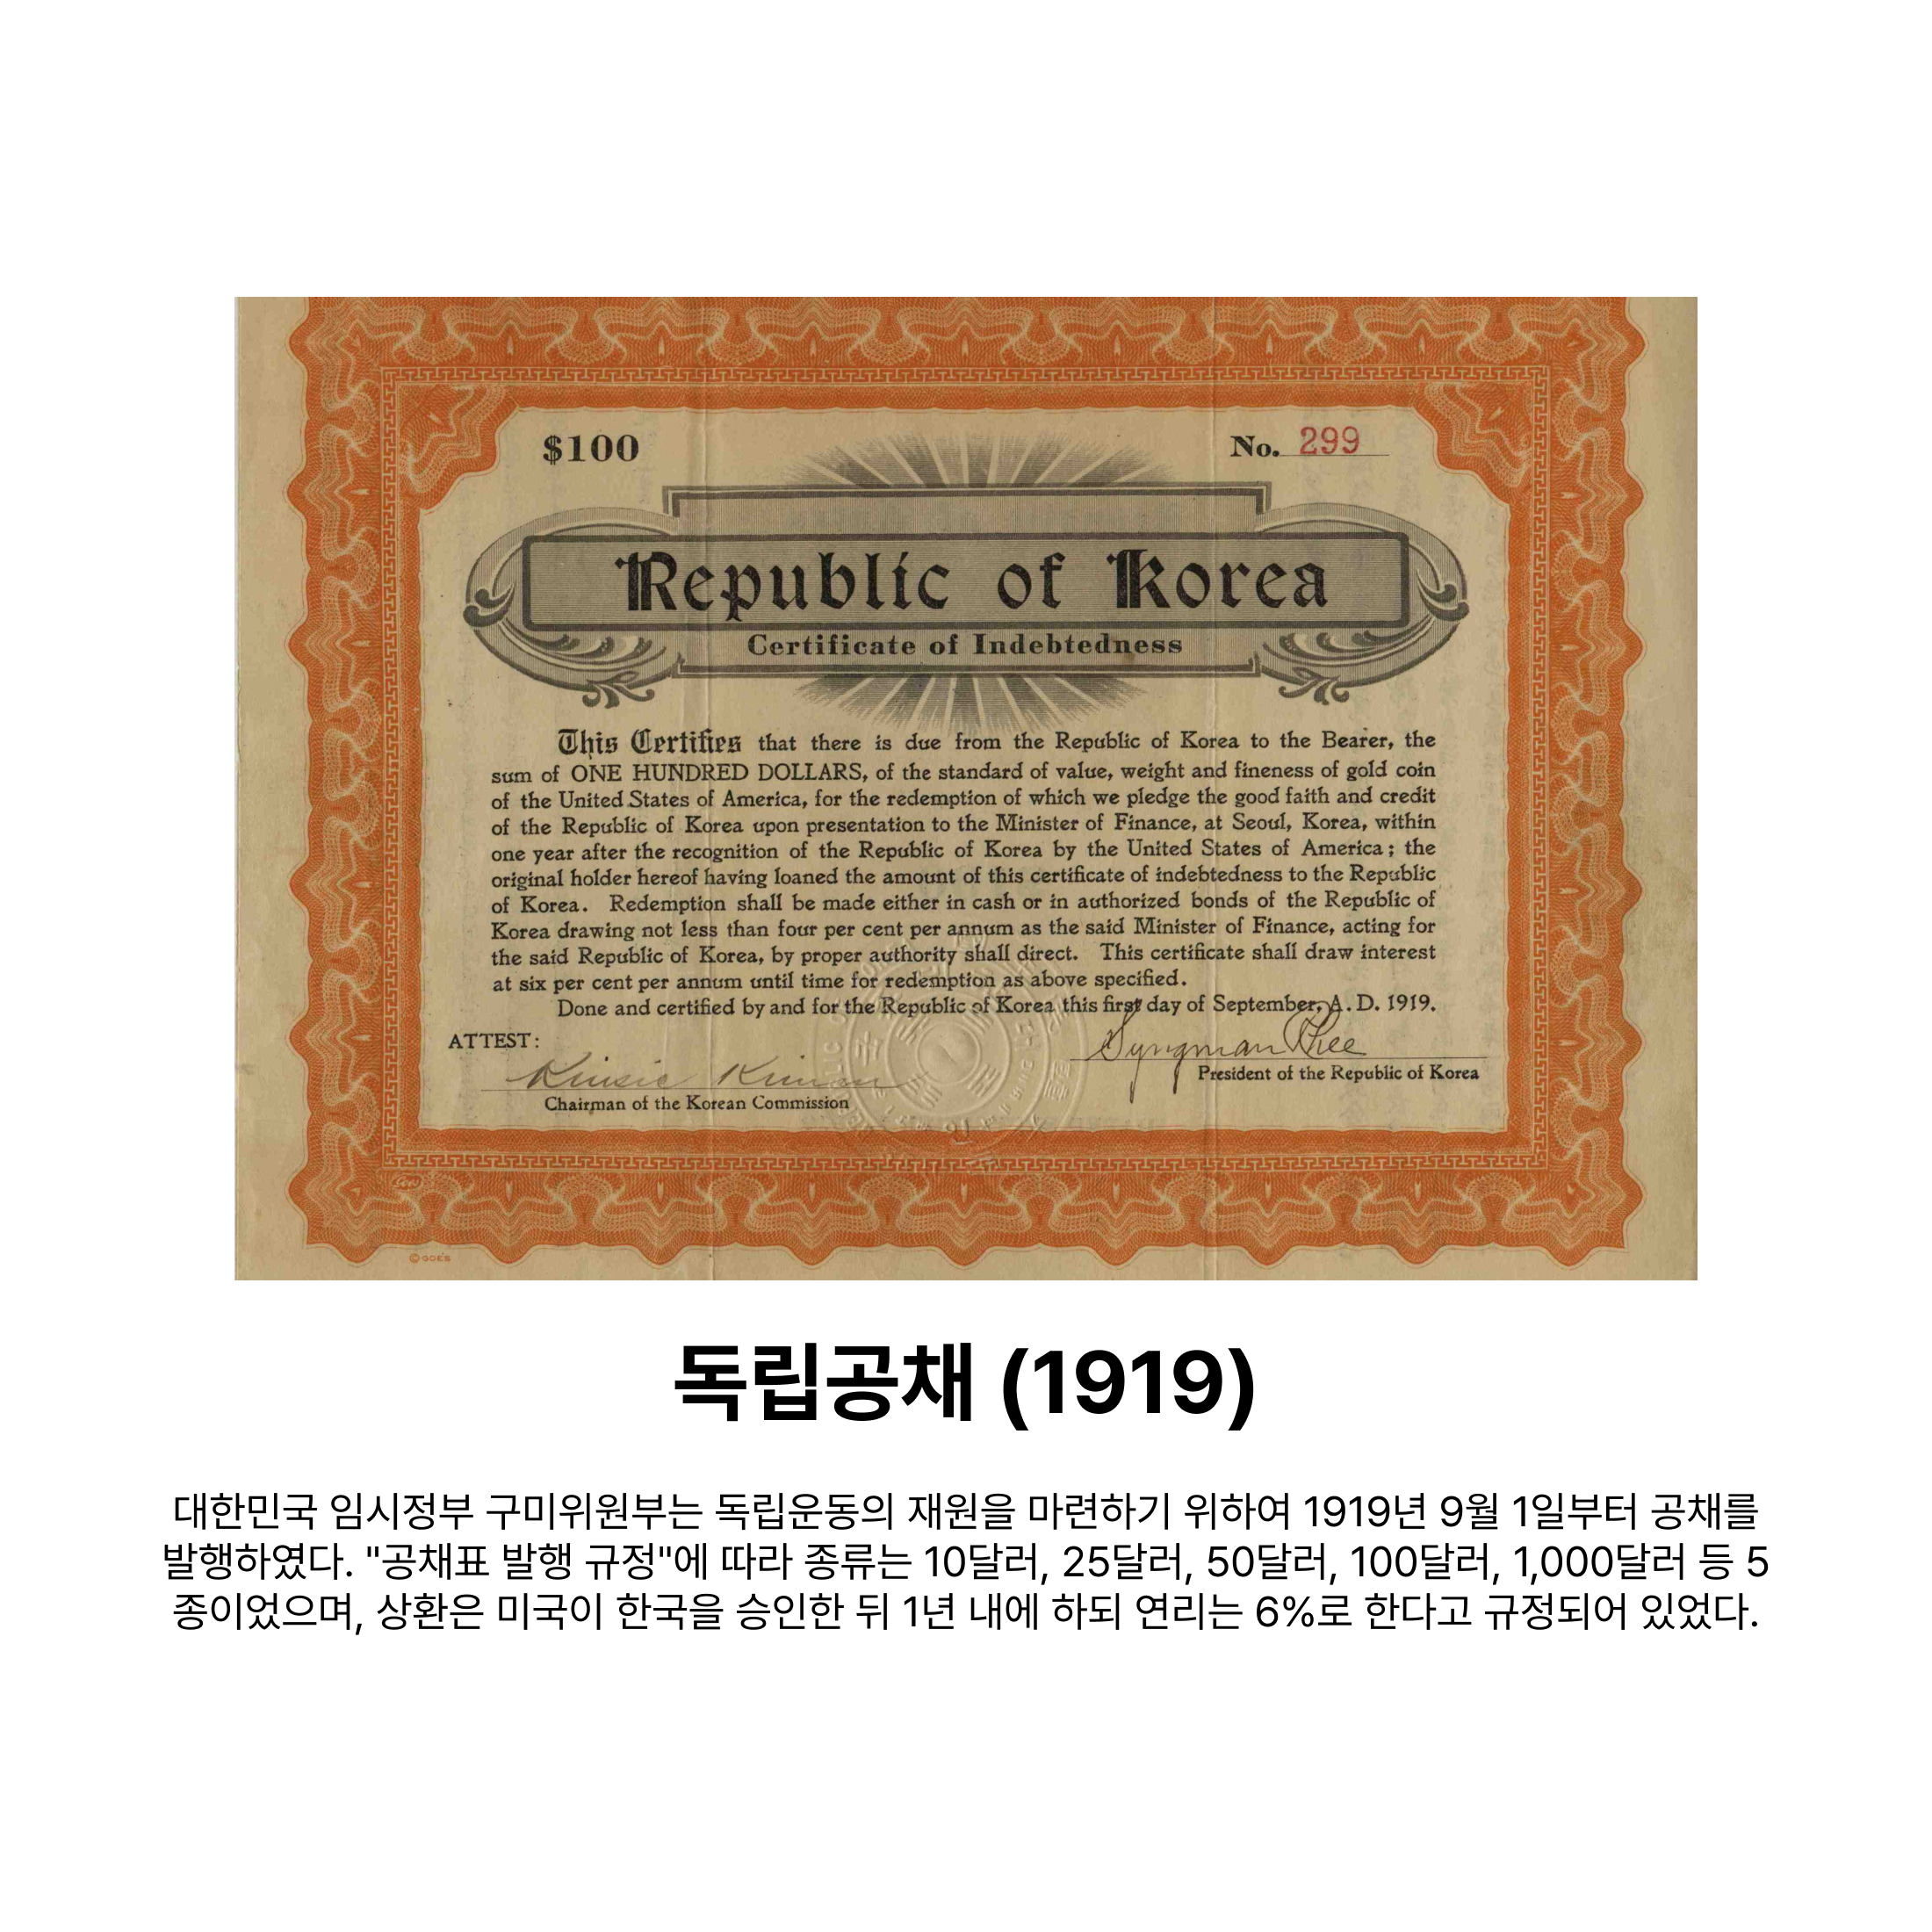 $100
No. 299
Republic of Korea
Certificate of Indebtedness
This Certifies that there is due from the Republic of Korea to the Bearer, the
sum of ONE HUNDRED DOLLARS, of the standard of value, weight and fineness of gold coin
of the United States of America, for the redemption of which we pledge the good faith and credit
of the Republic of Korea upon presentation to the Minister of Finance, at Seoul, Korea, within
one year after the recognition of the Republic of Korea by the United States of America; the
original holder hereof having loaned the amount of this certificate of indebtedness to the Republic
of Korea. Redemption shall be made either in cash or in authorized bonds of the Republic of
Korea drawing not less than four per cent per annum as the said Minister of Finance, acting for
the said Republic of Korea, by proper authority shall direct. This certificate shall draw interest
at six per cent per annum until time for redemption as above specified.
Done and certified by and for the Republic of Korea this first day of September, A. D. 1919.
ATTEST:
Syngman Rhee
Kiusic Kimm
President of the Republic of Korea
Chairman of the Korean Commission
© GOES
독립공채 (1919)
대한민국 임시정부 구미위원부는 독립운동의 재원을 마련하기 위하여 1919년 9월 1일부터 공채를
발행하였다. "공채표 발행 규정"에 따라 종류는 10달러, 25달러, 50달러, 100달러, 1,000달러 등 5
종이었으며, 상환은 미국이 한국을 승인한 뒤 1년 내에 하되 연리는 6%로 한다고 규정되어 있었다.